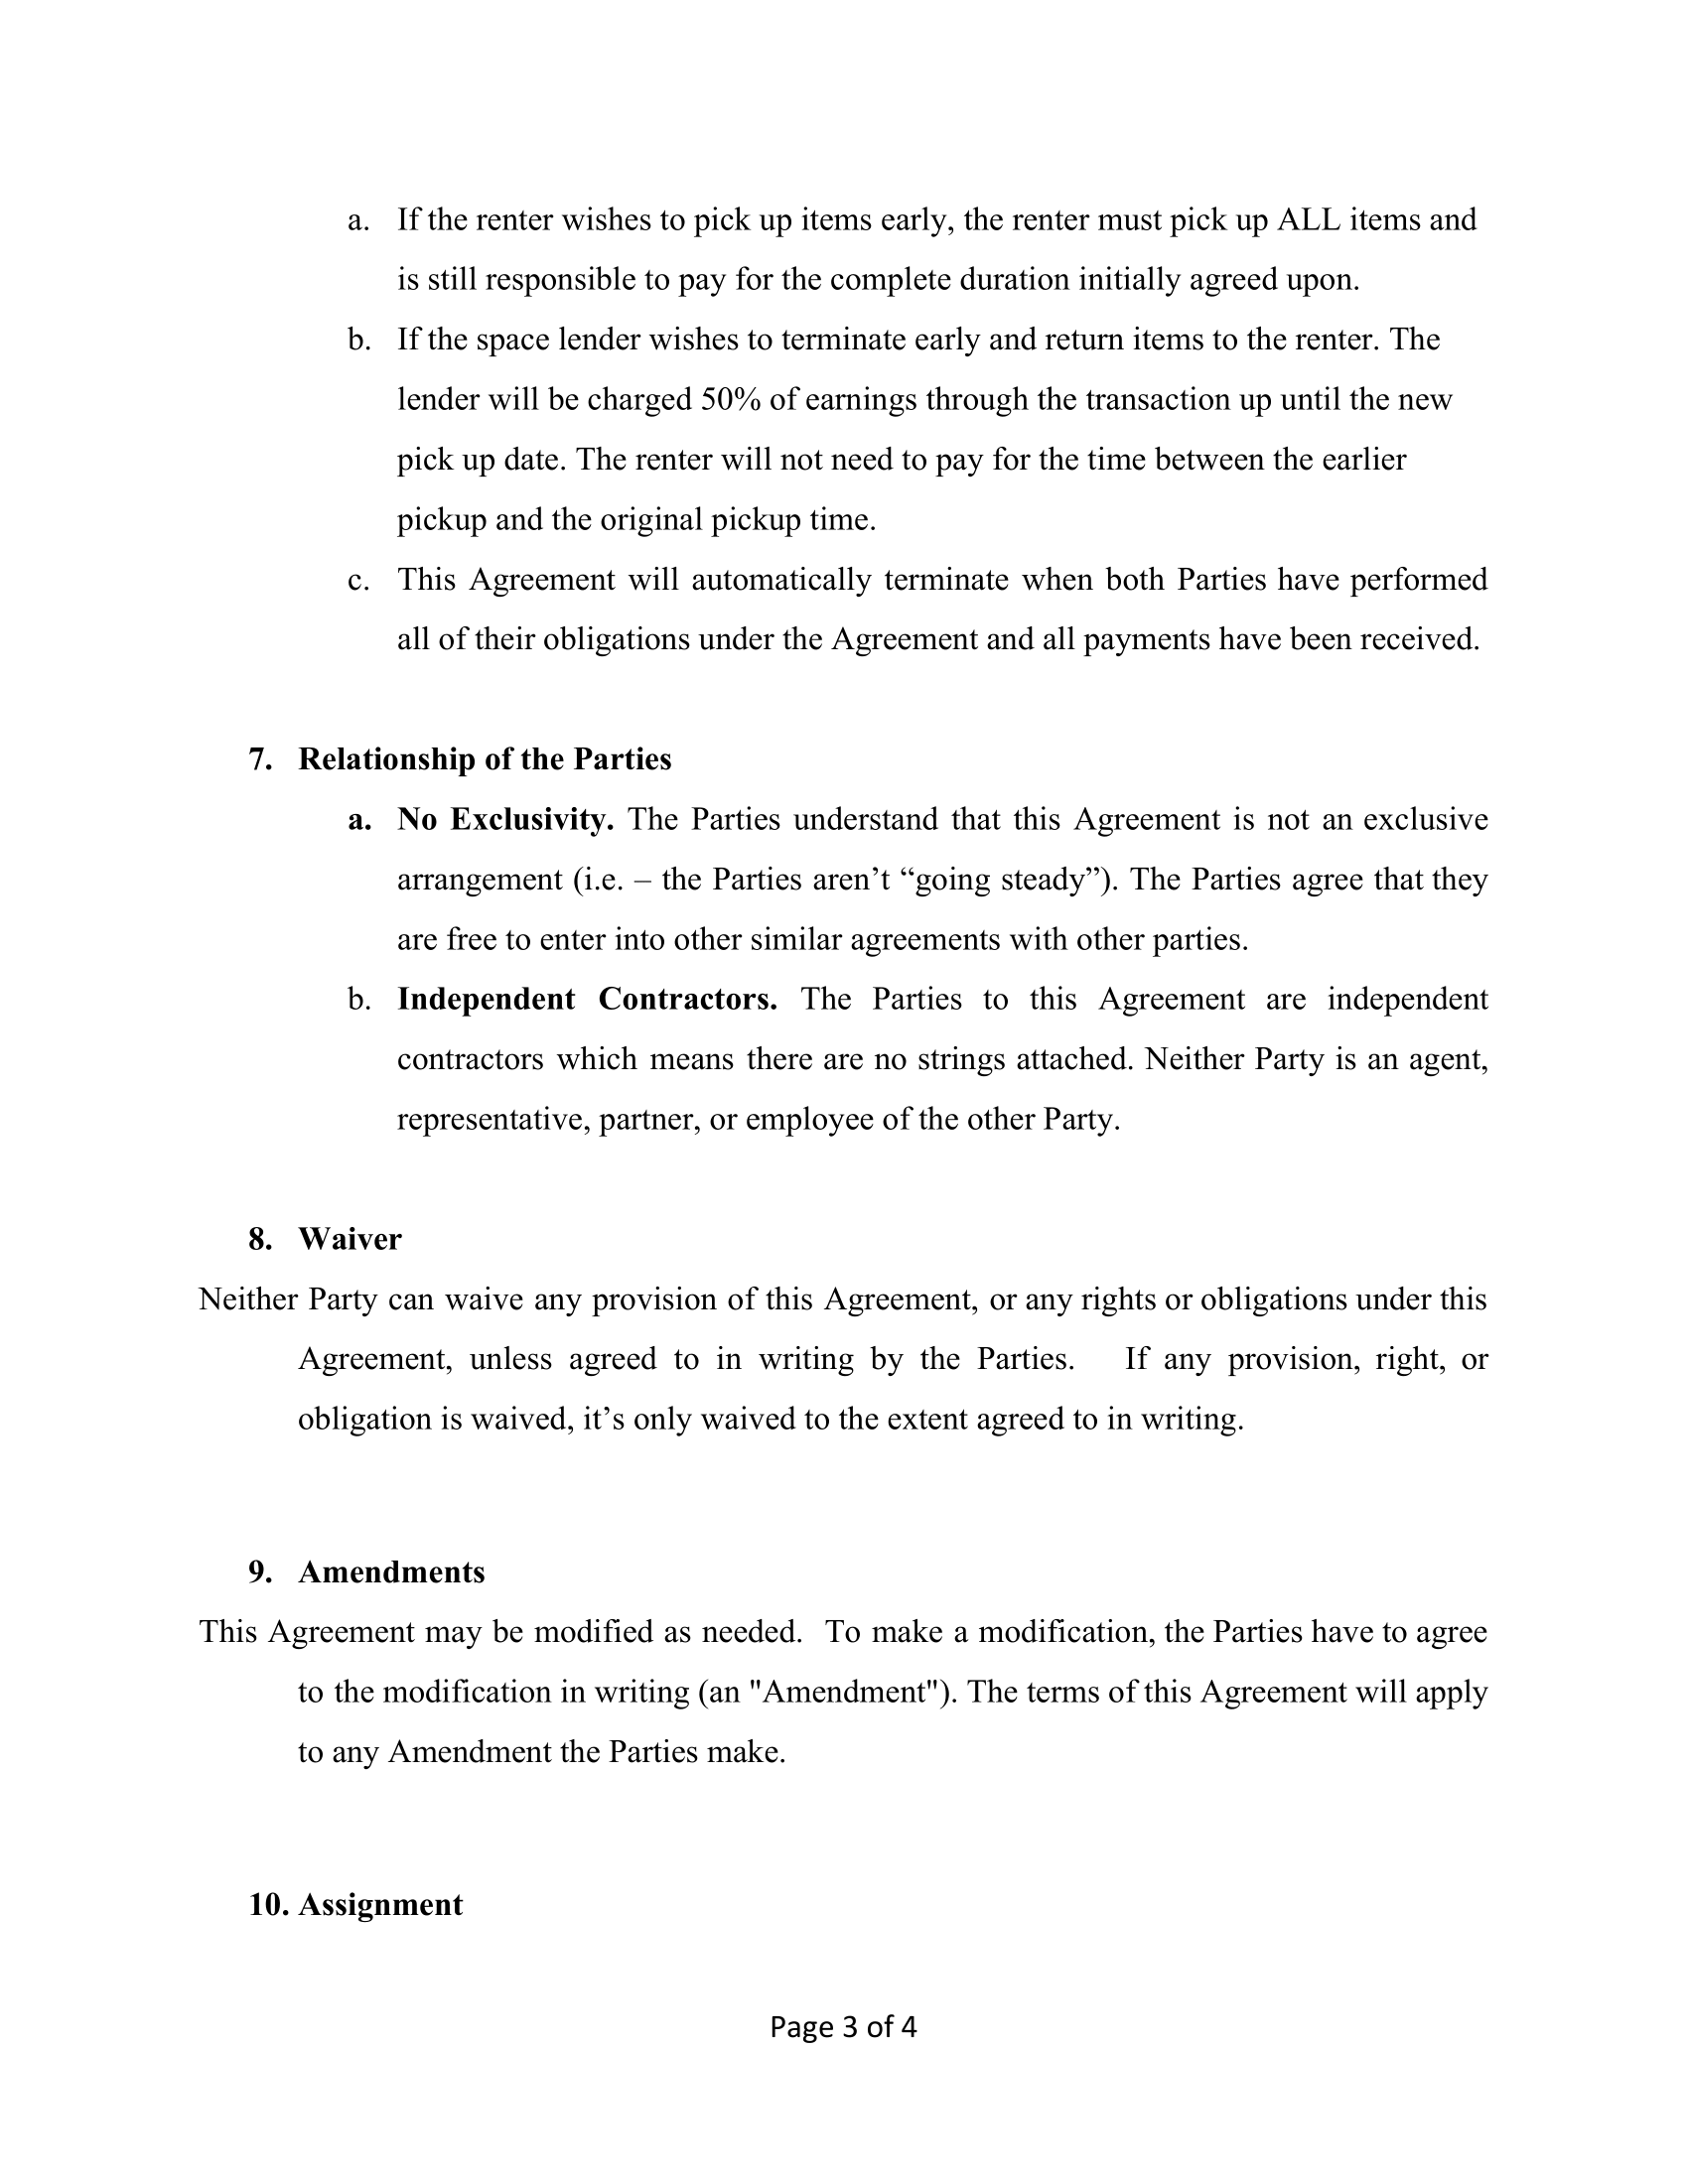 a. If the renter wishes to pick up items early, the renter must pick up ALL items and
is still responsible to pay for the complete duration initially agreed upon.
b. If the space lender wishes to terminate early and return items to the renter. The
lender will be charged 50% of earnings through the transaction up until the new
pick up date. The renter will not need to pay for the time between the earlier
pickup and the original pickup time.
c. This Agreement will automatically terminate when both Parties have performed
all of their obligations under the Agreement and all payments have been received.
7. Relationship of the Parties
a. No Exclusivity. The Parties understand that this Agreement is not an exclusive
arrangement (i.e. – the Parties aren’t “going steady”). The Parties agree that they
are free to enter into other similar agreements with other parties.
b. Independent Contractors. The Parties to this Agreement are independent
contractors which means there are no strings attached. Neither Party is an agent,
representative, partner, or employee of the other Party.
8. Waiver
Neither Party can waive any provision of this Agreement, or any rights or obligations under this
Agreement, unless agreed to in writing by the Parties. If any provision, right, or
obligation is waived, it’s only waived to the extent agreed to in writing.
9. Amendments
This Agreement may be modified as needed. To make a modification, the Parties have to agree
to the modification in writing (an "Amendment"). The terms of this Agreement will apply
to any Amendment the Parties make.
10. Assignment
Page 3 of 4